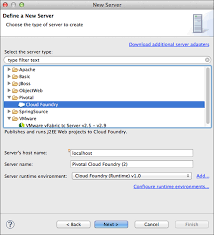 New Server
Define a New Server
Choose the type of server to create
Download additional server adapters
Select the server type:
type filter text
Apache
Basic
JBoss
ObjectWeb
Pivotal
Cloud Foundry
SpringSource
VMware
VMware vFabric tc Server v2.5 - v2.9
Publishes and runs J2EE Web projects to Cloud Foundry.
Server's host name:
localhost
Server name:
Pivotal Cloud Foundry (2)
Server runtime environment:
Cloud Foundry (Runtime) v1.0
Add...
Configure runtime environments...
?
< Back
Next >
Cancel
Finish